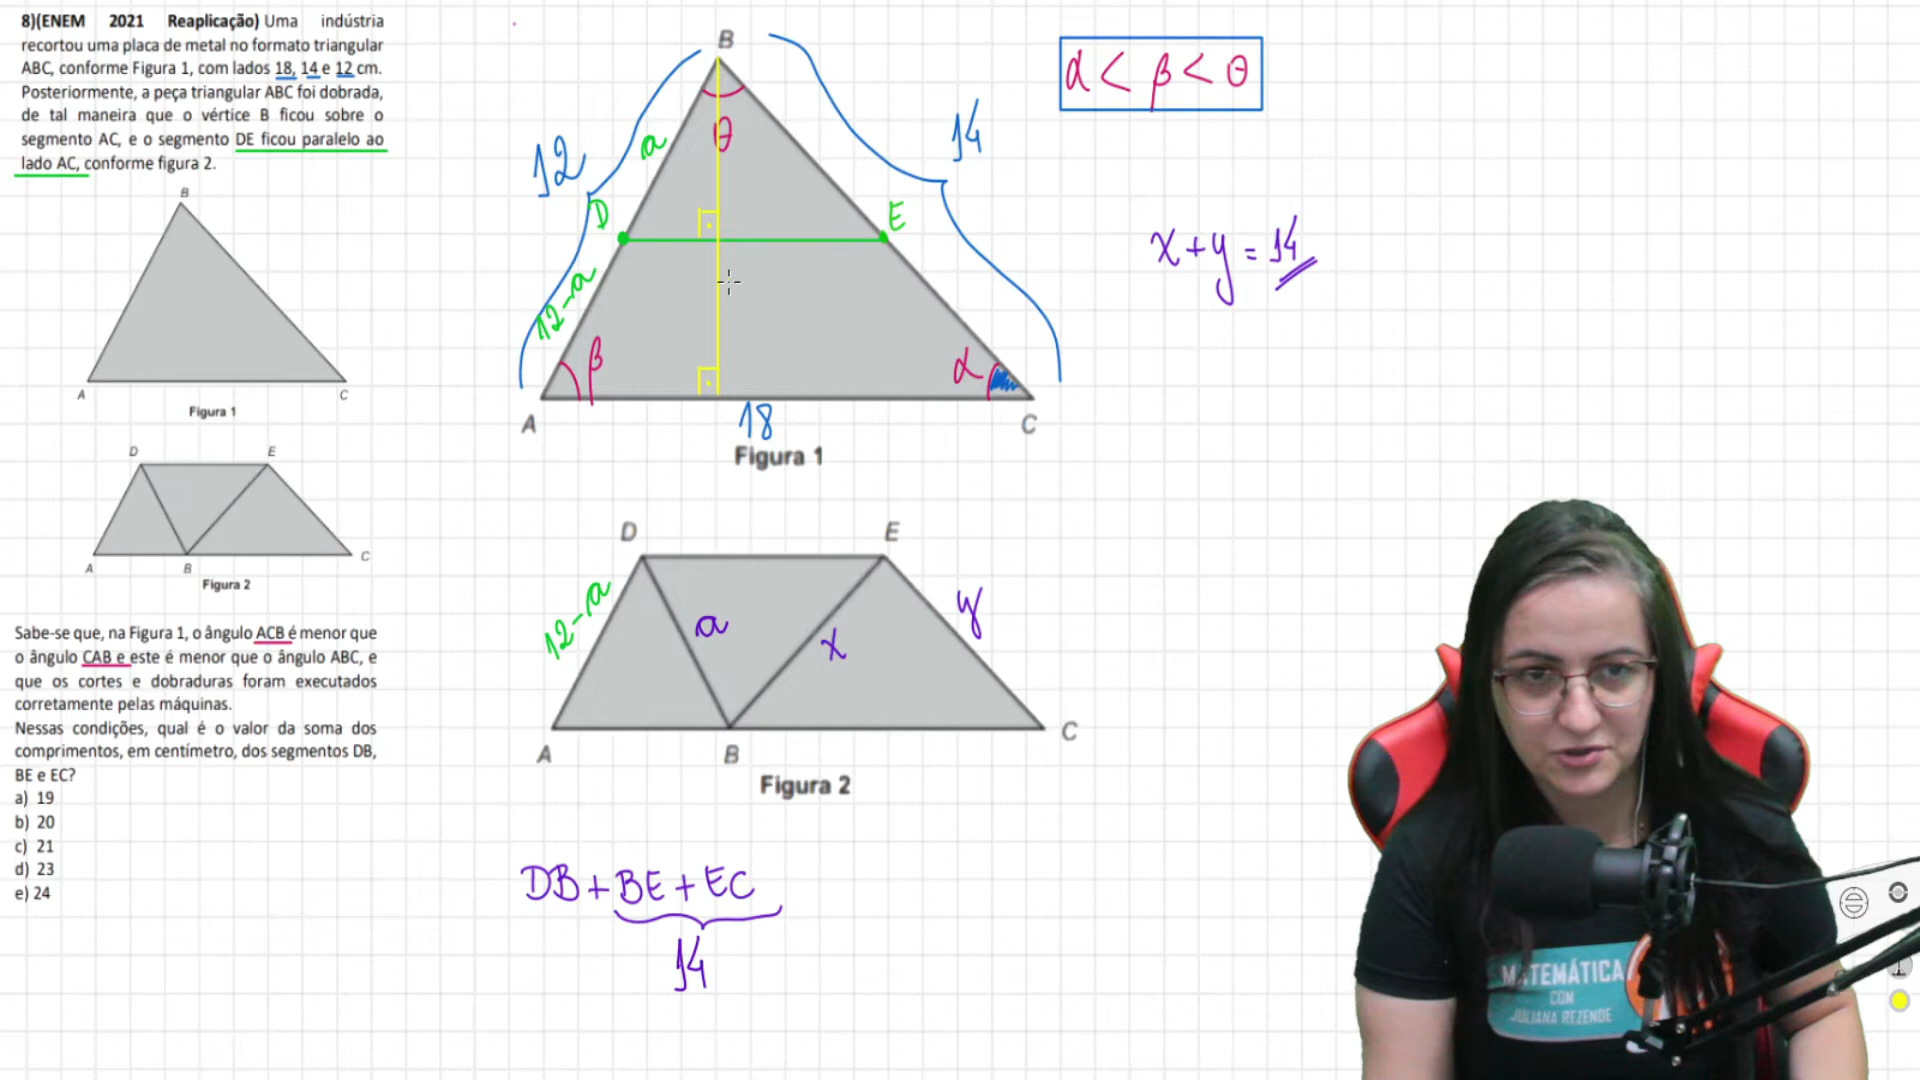 8)(ENEM 2021 Reaplicação) Uma indústria
recortou uma placa de metal no formato triangular
ABC, conforme Figura 1, com lados 18, 14 e 12 cm.
Posteriormente, a peça triangular ABC foi dobrada,
de tal maneira que o vértice B ficou sobre o
segmento AC, e o segmento DE ficou paralelo ao
lado AC, conforme figura 2.
B
A
C
Figura 1
D
E
A
B
C
Figura 2
Sabe-se que, na Figura 1, o ângulo ACB é menor que
o ângulo CAB e este é menor que o ângulo ABC, e
que os cortes e dobraduras foram executados
corretamente pelas máquinas.
Nessas condições, qual é o valor da soma dos
comprimentos, em centímetro, dos segmentos DB,
BE e EC?
a) 19
b) 20
c) 21
d) 23
e) 24
B
θ
a
12
14
D
E
12-a
β
α
A
18
C
Figura 1
α < β < θ
x+y=14
D
E
12-a
a
x
y
A
B
C
Figura 2
DB+BE+EC
14
MATEMÁTICA
COM
JULIANA REZENDE